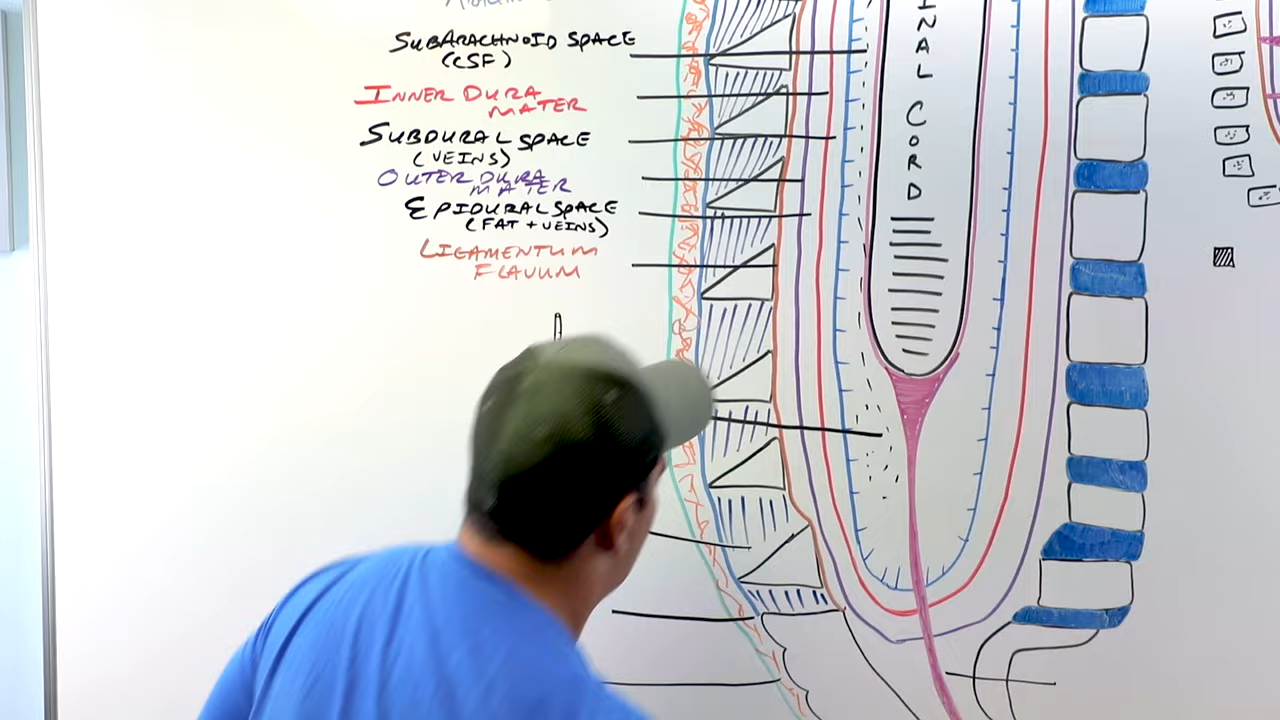 SUBARACHNOID SPACE
(CSF)
INNER DURA
MATER
SUBDURAL SPACE
(VEINS)
OUTER DURA
MATER
EPIDURAL SPACE
(FAT + VEINS)
LIGAMENTUM
FLAVUM
INAL
CORD